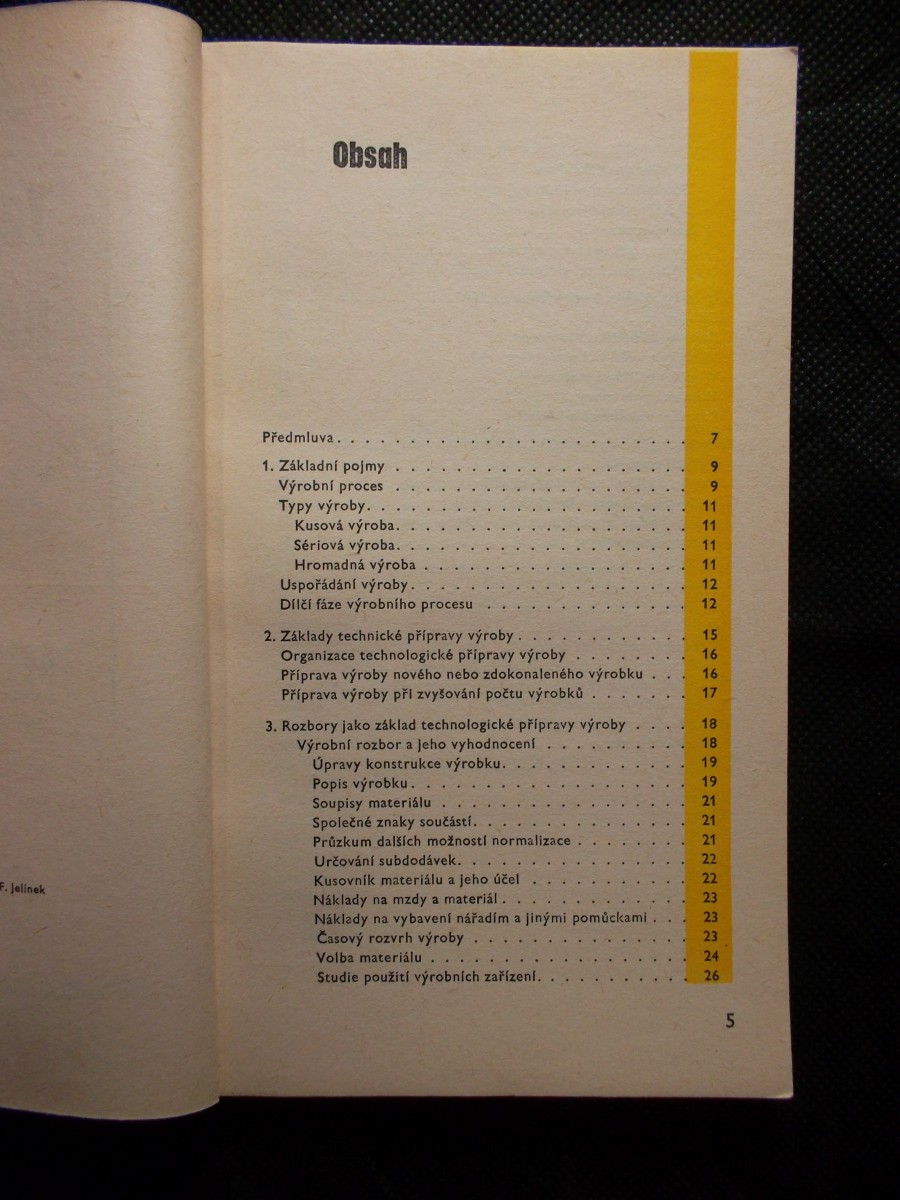 F. Jelínek
Obsah
Předmluva . . . . . . . . . . . . . . . . . . . . . . . . 7
1. Základní pojmy . . . . . . . . . . . . . . . . . . . . 9
Výrobní proces . . . . . . . . . . . . . . . . . . . . 9
Typy výroby . . . . . . . . . . . . . . . . . . . . . . 11
Kusová výroba . . . . . . . . . . . . . . . . . . . . 11
Sériová výroba . . . . . . . . . . . . . . . . . . . . 11
Hromadná výroba . . . . . . . . . . . . . . . . . . 11
Uspořádání výroby . . . . . . . . . . . . . . . . . . . 12
Dílčí fáze výrobního procesu . . . . . . . . . . . . . . 12
2. Základy technické přípravy výroby . . . . . . . . . . . . 15
Organizace technologické přípravy výroby . . . . . . . . 16
Příprava výroby nového nebo zdokonaleného výrobku . . . 16
Příprava výroby při zvyšování počtu výrobků . . . . . . . 17
3. Rozbory jako základ technologické přípravy výroby . . . . 18
Výrobní rozbor a jeho vyhodnocení . . . . . . . . . . 18
Úpravy konstrukce výrobku . . . . . . . . . . . . . 19
Popis výrobku . . . . . . . . . . . . . . . . . . . 19
Soupisy materiálu . . . . . . . . . . . . . . . . . 21
Společné znaky součástí . . . . . . . . . . . . . . . 21
Průzkum dalších možností normalizace . . . . . . . . 21
Určování subdodávek . . . . . . . . . . . . . . . . 22
Kusovník materiálu a jeho účel . . . . . . . . . . . 22
Náklady na mzdy a materiál . . . . . . . . . . . . . 23
Náklady na vybavení nářadím a jinými pomůckami . . . 23
Časový rozvrh výroby . . . . . . . . . . . . . . . 23
Volba materiálu . . . . . . . . . . . . . . . . . . 24
Studie použití výrobních zařízení . . . . . . . . . . . 26
5